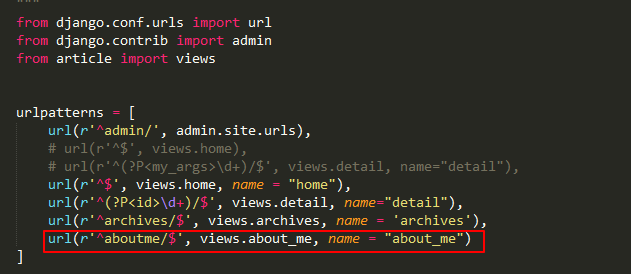 """
from django.conf.urls import url
from django.contrib import admin
from article import views
urlpatterns = [
url(r'^admin/', admin.site.urls),
# url(r'^$', views.home),
# url(r'^(?P<my_args>\d+)/$', views.detail, name="detail"),
url(r'^$', views.home, name = "home"),
url(r'^(?P<id>\d+)/$', views.detail, name="detail"),
url(r'^archives/$', views.archives, name = 'archives'),
url(r'^aboutme/$', views.about_me, name = "about_me")
]